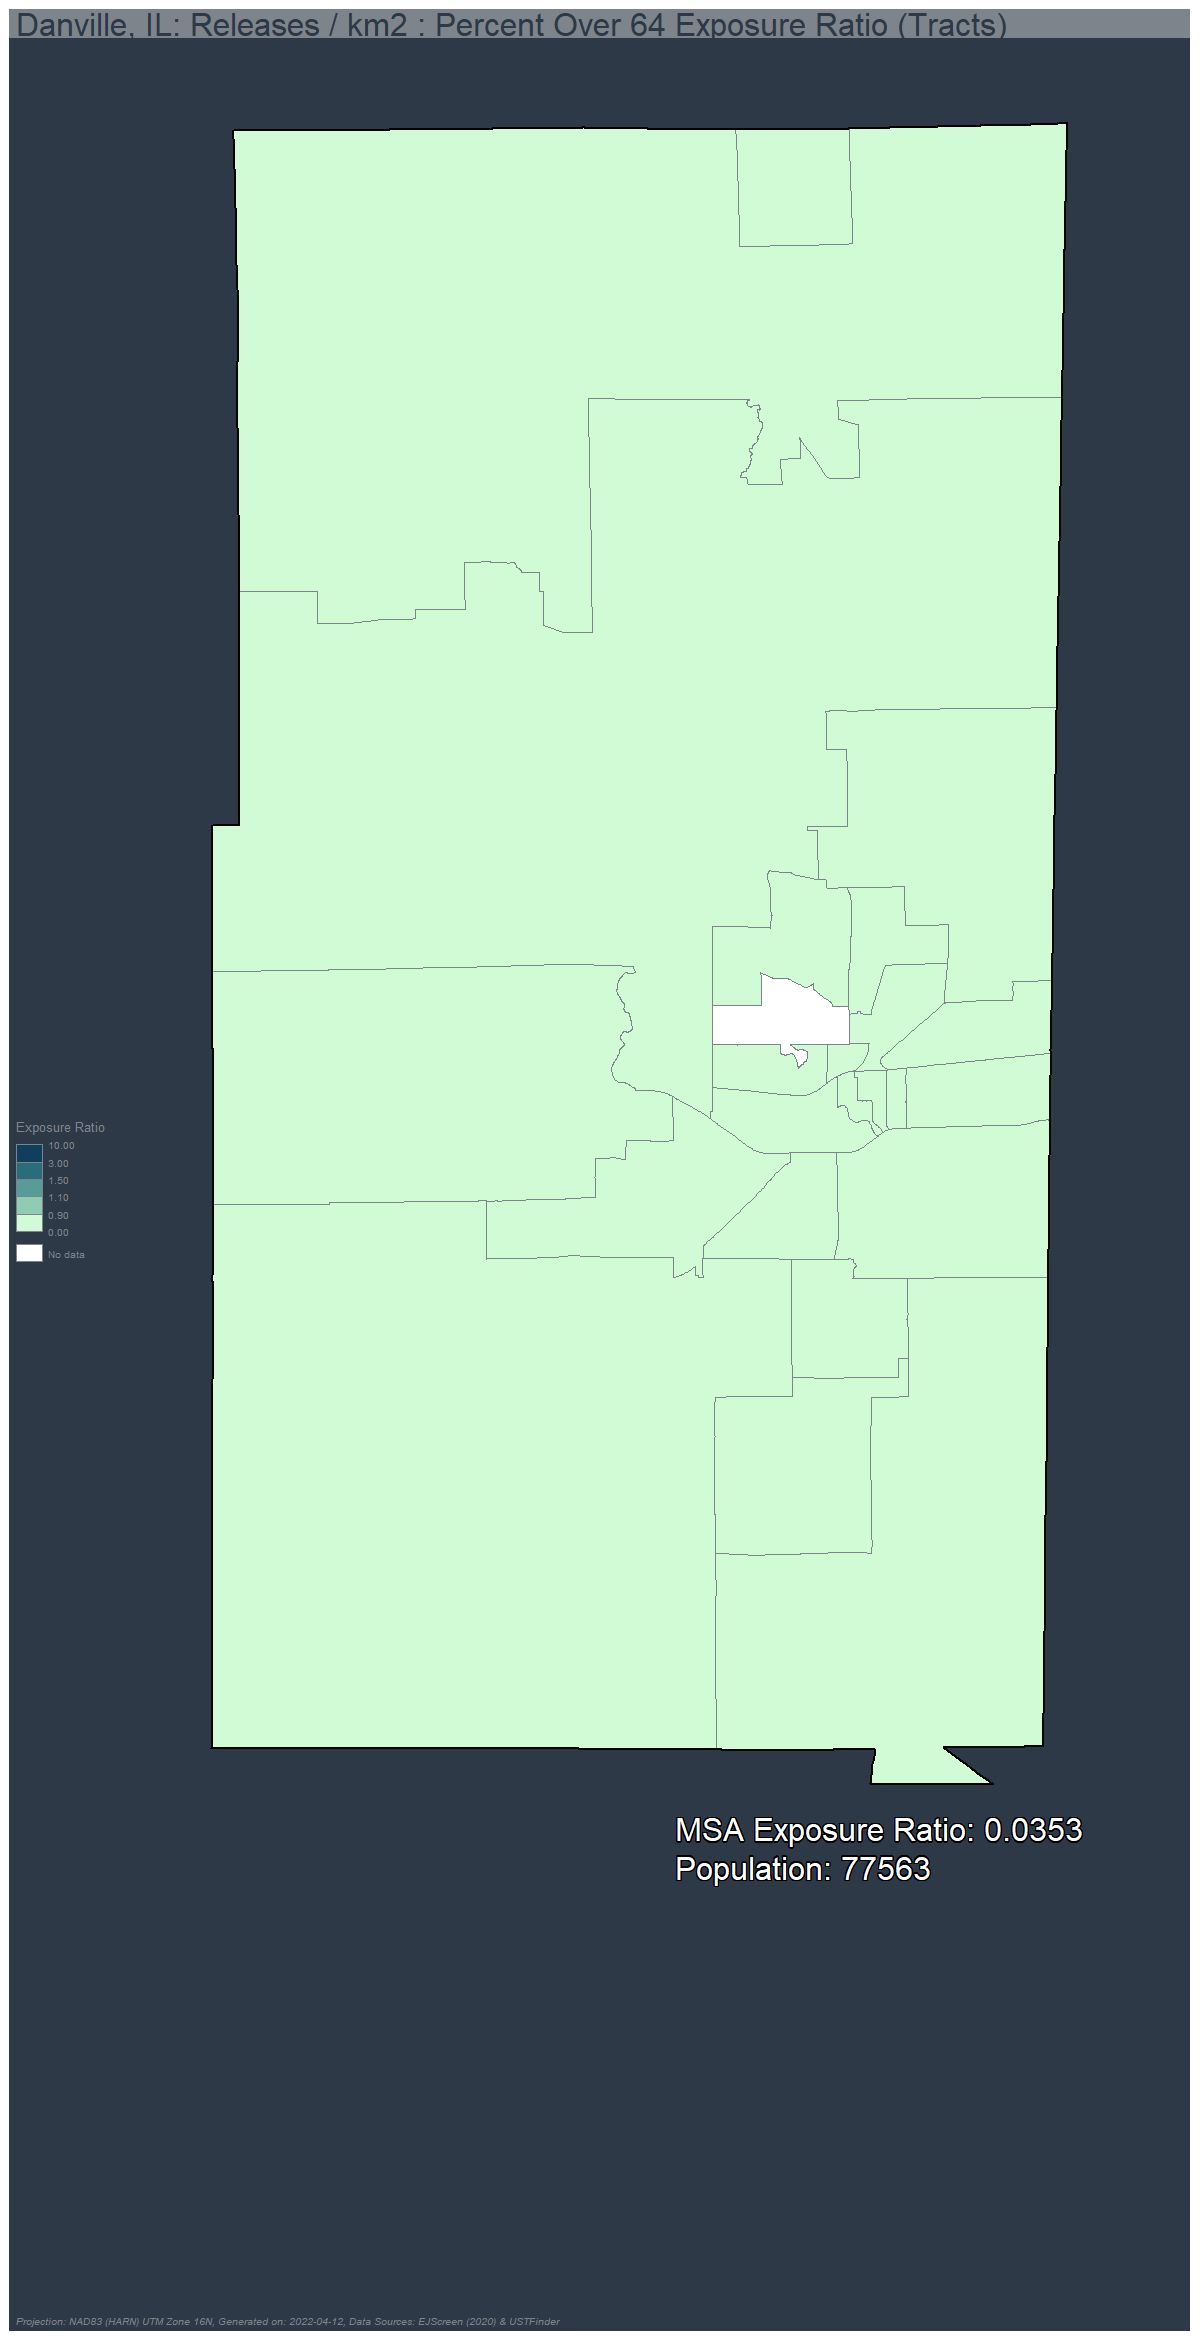 Danville, IL: Releases / km2 : Percent Over 64 Exposure Ratio (Tracts)
Exposure Ratio
10.00
3.00
1.50
1.10
0.90
0.00
No data
MSA Exposure Ratio: 0.0353
Population: 77563
Projection: NAD83 (HARN) UTM Zone 16N, Generated on: 2022-04-12, Data Sources: EJScreen (2020) & USTFinder